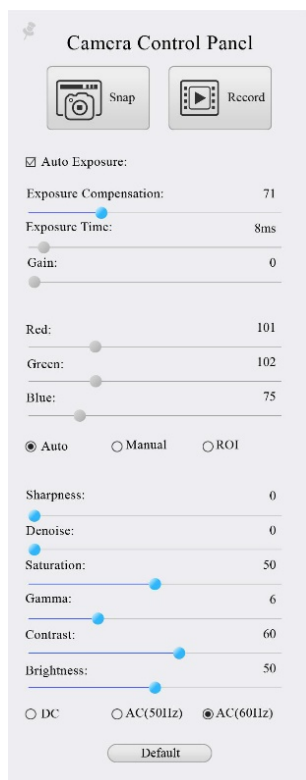 Camera Control Panel
Snap
Record
Auto Exposure:
Exposure Compensation: 71
Exposure Time: 8ms
Gain: 0
Red: 101
Green: 102
Blue: 75
Auto Manual ROI
Sharpness: 0
Denoise: 0
Saturation: 50
Gamma: 6
Contrast: 60
Brightness: 50
DC AC(50Hz) AC(60Hz)
Default